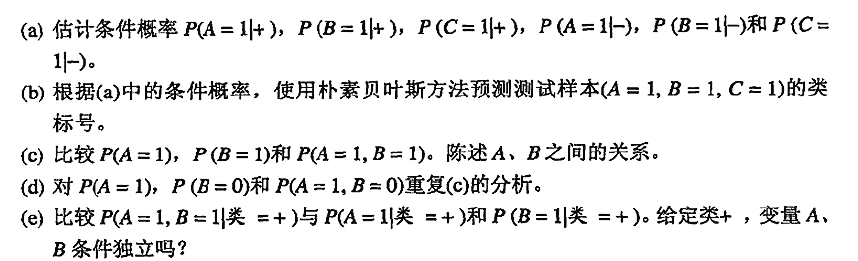 (a) 估计条件概率 P(A = 1|+)，P (B = 1|+)，P (C = 1|+)，P (A = 1|−)，P (B = 1|−)和 P (C =
1|−)。
(b) 根据(a)中的条件概率，使用朴素贝叶斯方法预测测试样本(A = 1, B = 1, C = 1)的类
标号。
(c) 比较 P(A = 1)，P (B = 1)和 P(A = 1, B = 1)。陈述 A、B 之间的关系。
(d) 对 P(A = 1)，P (B = 0)和 P(A = 1, B = 0)重复(c)的分析。
(e) 比较 P(A = 1, B = 1|类 = + )与 P(A = 1|类 = + )和 P (B = 1|类 = + )。给定类+ ，变量 A、
B 条件独立吗？